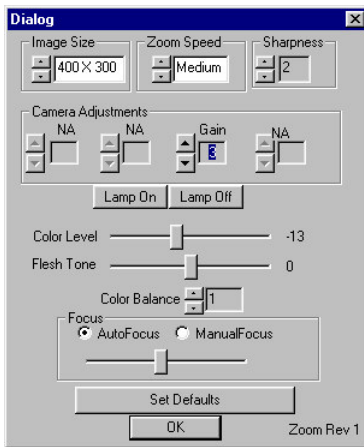 Dialog
Image Size Zoom Speed Sharpness
400 X 300 Medium 2
Camera Adjustments
NA NA Gain NA
3
Lamp On Lamp Off
Color Level -13
Flesh Tone 0
Color Balance 1
Focus
AutoFocus ManualFocus
Set Defaults
OK Zoom Rev 1